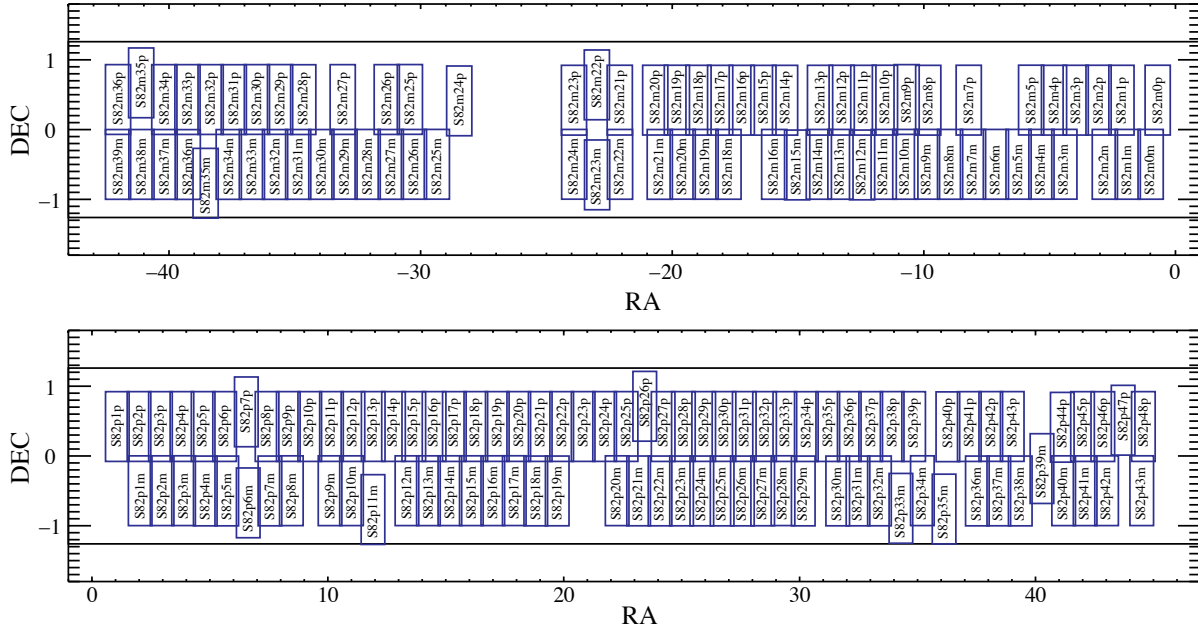 1
0
−1
DEC
S82m36p S82m35p S82m34p S82m33p S82m32p S82m31p S82m30p S82m29p S82m28p S82m27p S82m26p S82m25p S82m24p S82m23p S82m22p S82m21p S82m20p S82m19p S82m18p S82m17p S82m16p S82m15p S82m14p S82m13p S82m12p S82m11p S82m10p S82m9p S82m8p S82m7p S82m5p S82m4p S82m3p S82m2p S82m1p S82m0p
S82m39m S82m38m S82m37m S82m36m S82m35m S82m34m S82m33m S82m32m S82m31m S82m30m S82m29m S82m28m S82m27m S82m26m S82m25m S82m24m S82m23m S82m22m S82m21m S82m20m S82m19m S82m18m S82m16m S82m15m S82m14m S82m13m S82m12m S82m11m S82m10m S82m9m S82m8m S82m7m S82m6m S82m5m S82m4m S82m3m S82m2m S82m1m S82m0m
−40 −30 −20 −10 0
RA
1
0
−1
DEC
S82p1p S82p2p S82p3p S82p4p S82p5p S82p6p S82p7p S82p8p S82p9p S82p10p S82p11p S82p12p S82p13p S82p14p S82p15p S82p16p S82p17p S82p18p S82p19p S82p20p S82p21p S82p22p S82p23p S82p24p S82p25p S82p26p S82p27p S82p28p S82p29p S82p30p S82p31p S82p32p S82p33p S82p34p S82p35p S82p36p S82p37p S82p38p S82p39p S82p40p S82p41p S82p42p S82p43p S82p44p S82p45p S82p46p S82p47p S82p48p
S82p1m S82p2m S82p3m S82p4m S82p5m S82p6m S82p7m S82p8m S82p9m S82p10m S82p11m S82p12m S82p13m S82p14m S82p15m S82p16m S82p17m S82p18m S82p19m S82p20m S82p21m S82p22m S82p23m S82p24m S82p25m S82p26m S82p27m S82p28m S82p29m S82p30m S82p31m S82p32m S82p33m S82p34m S82p35m S82p36m S82p37m S82p38m S82p39m S82p40m S82p41m S82p42m S82p43m
0 10 20 30 40
RA